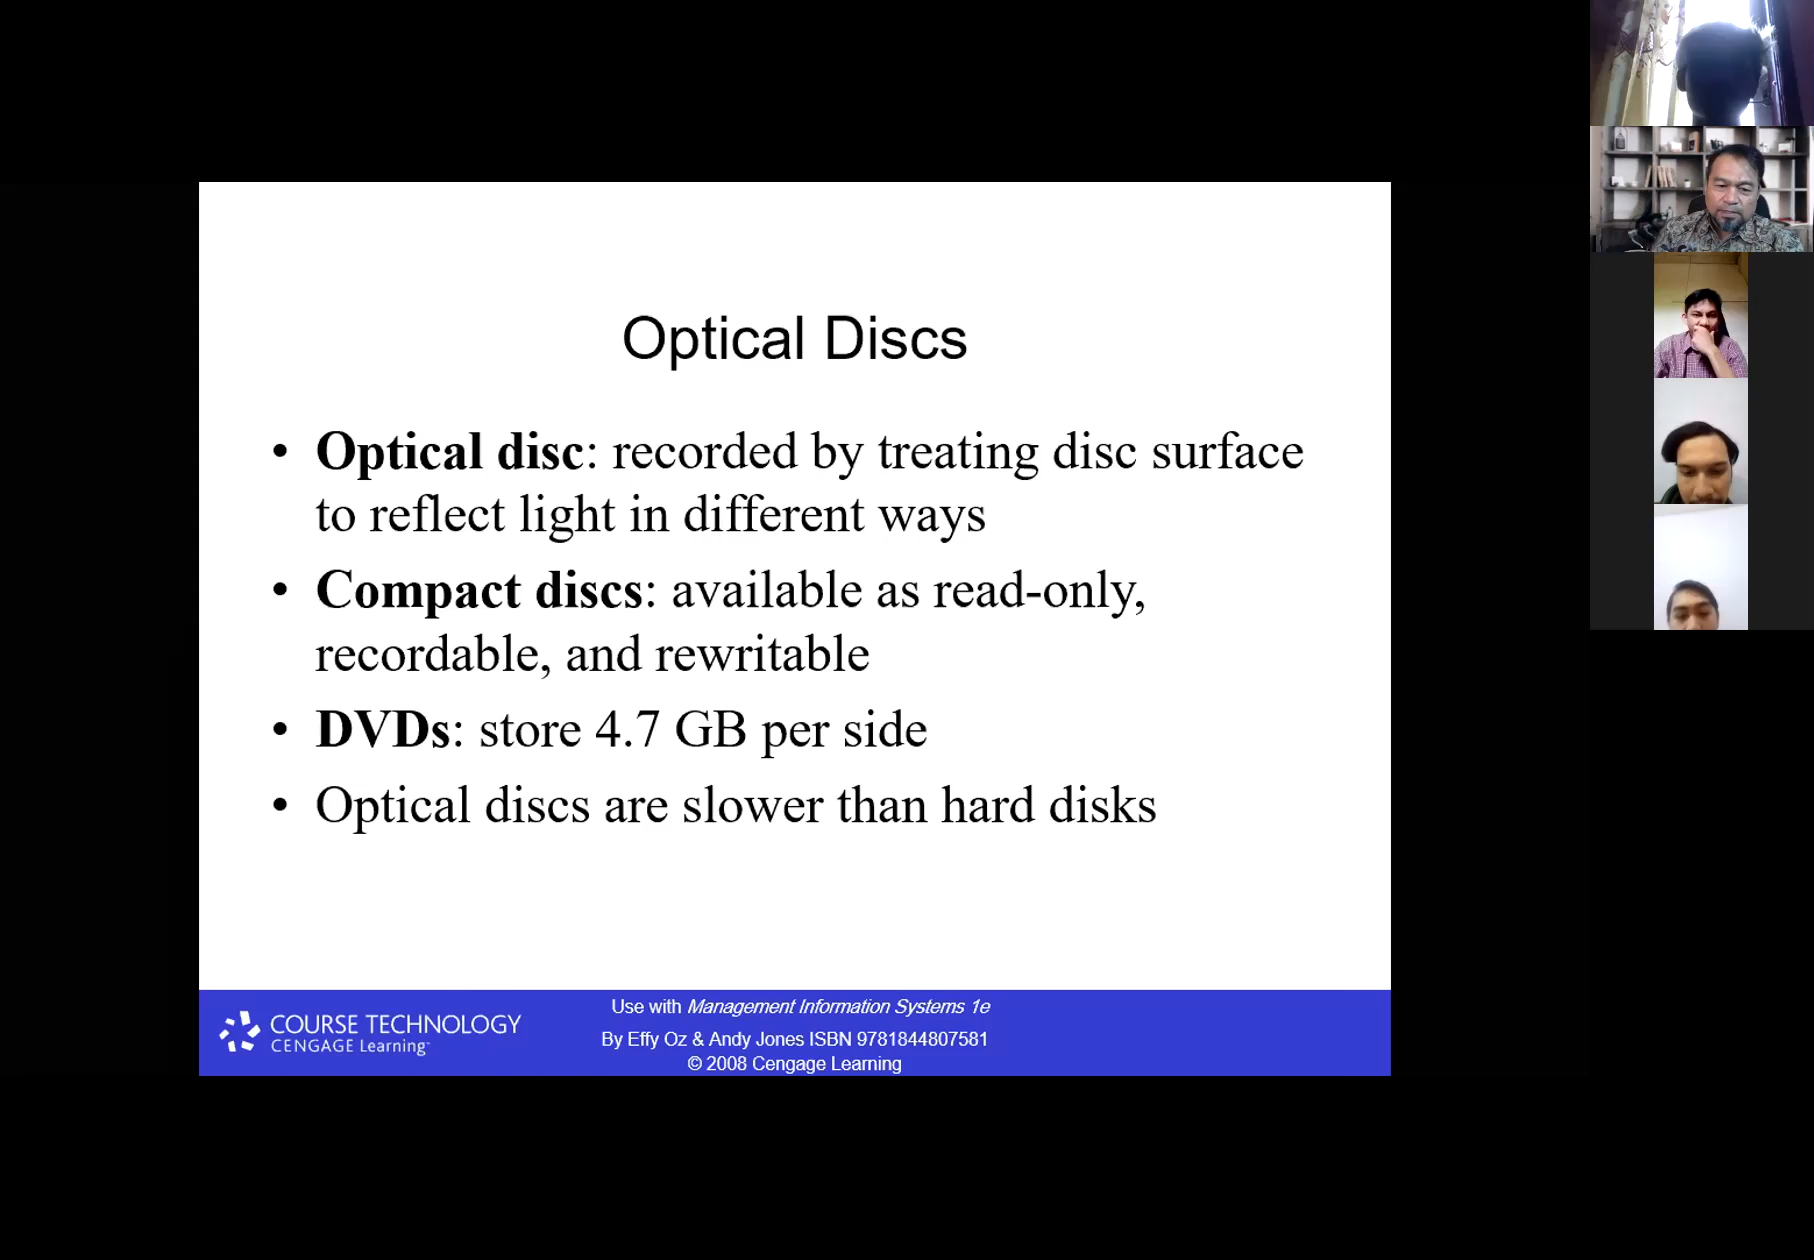 Optical Discs
• Optical disc: recorded by treating disc surface
to reflect light in different ways
• Compact discs: available as read-only,
recordable, and rewritable
• DVDs: store 4.7 GB per side
• Optical discs are slower than hard disks
COURSE TECHNOLOGY
CENGAGE Learning™
Use with Management Information Systems 1e
By Effy Oz & Andy Jones ISBN 9781844807581
© 2008 Cengage Learning